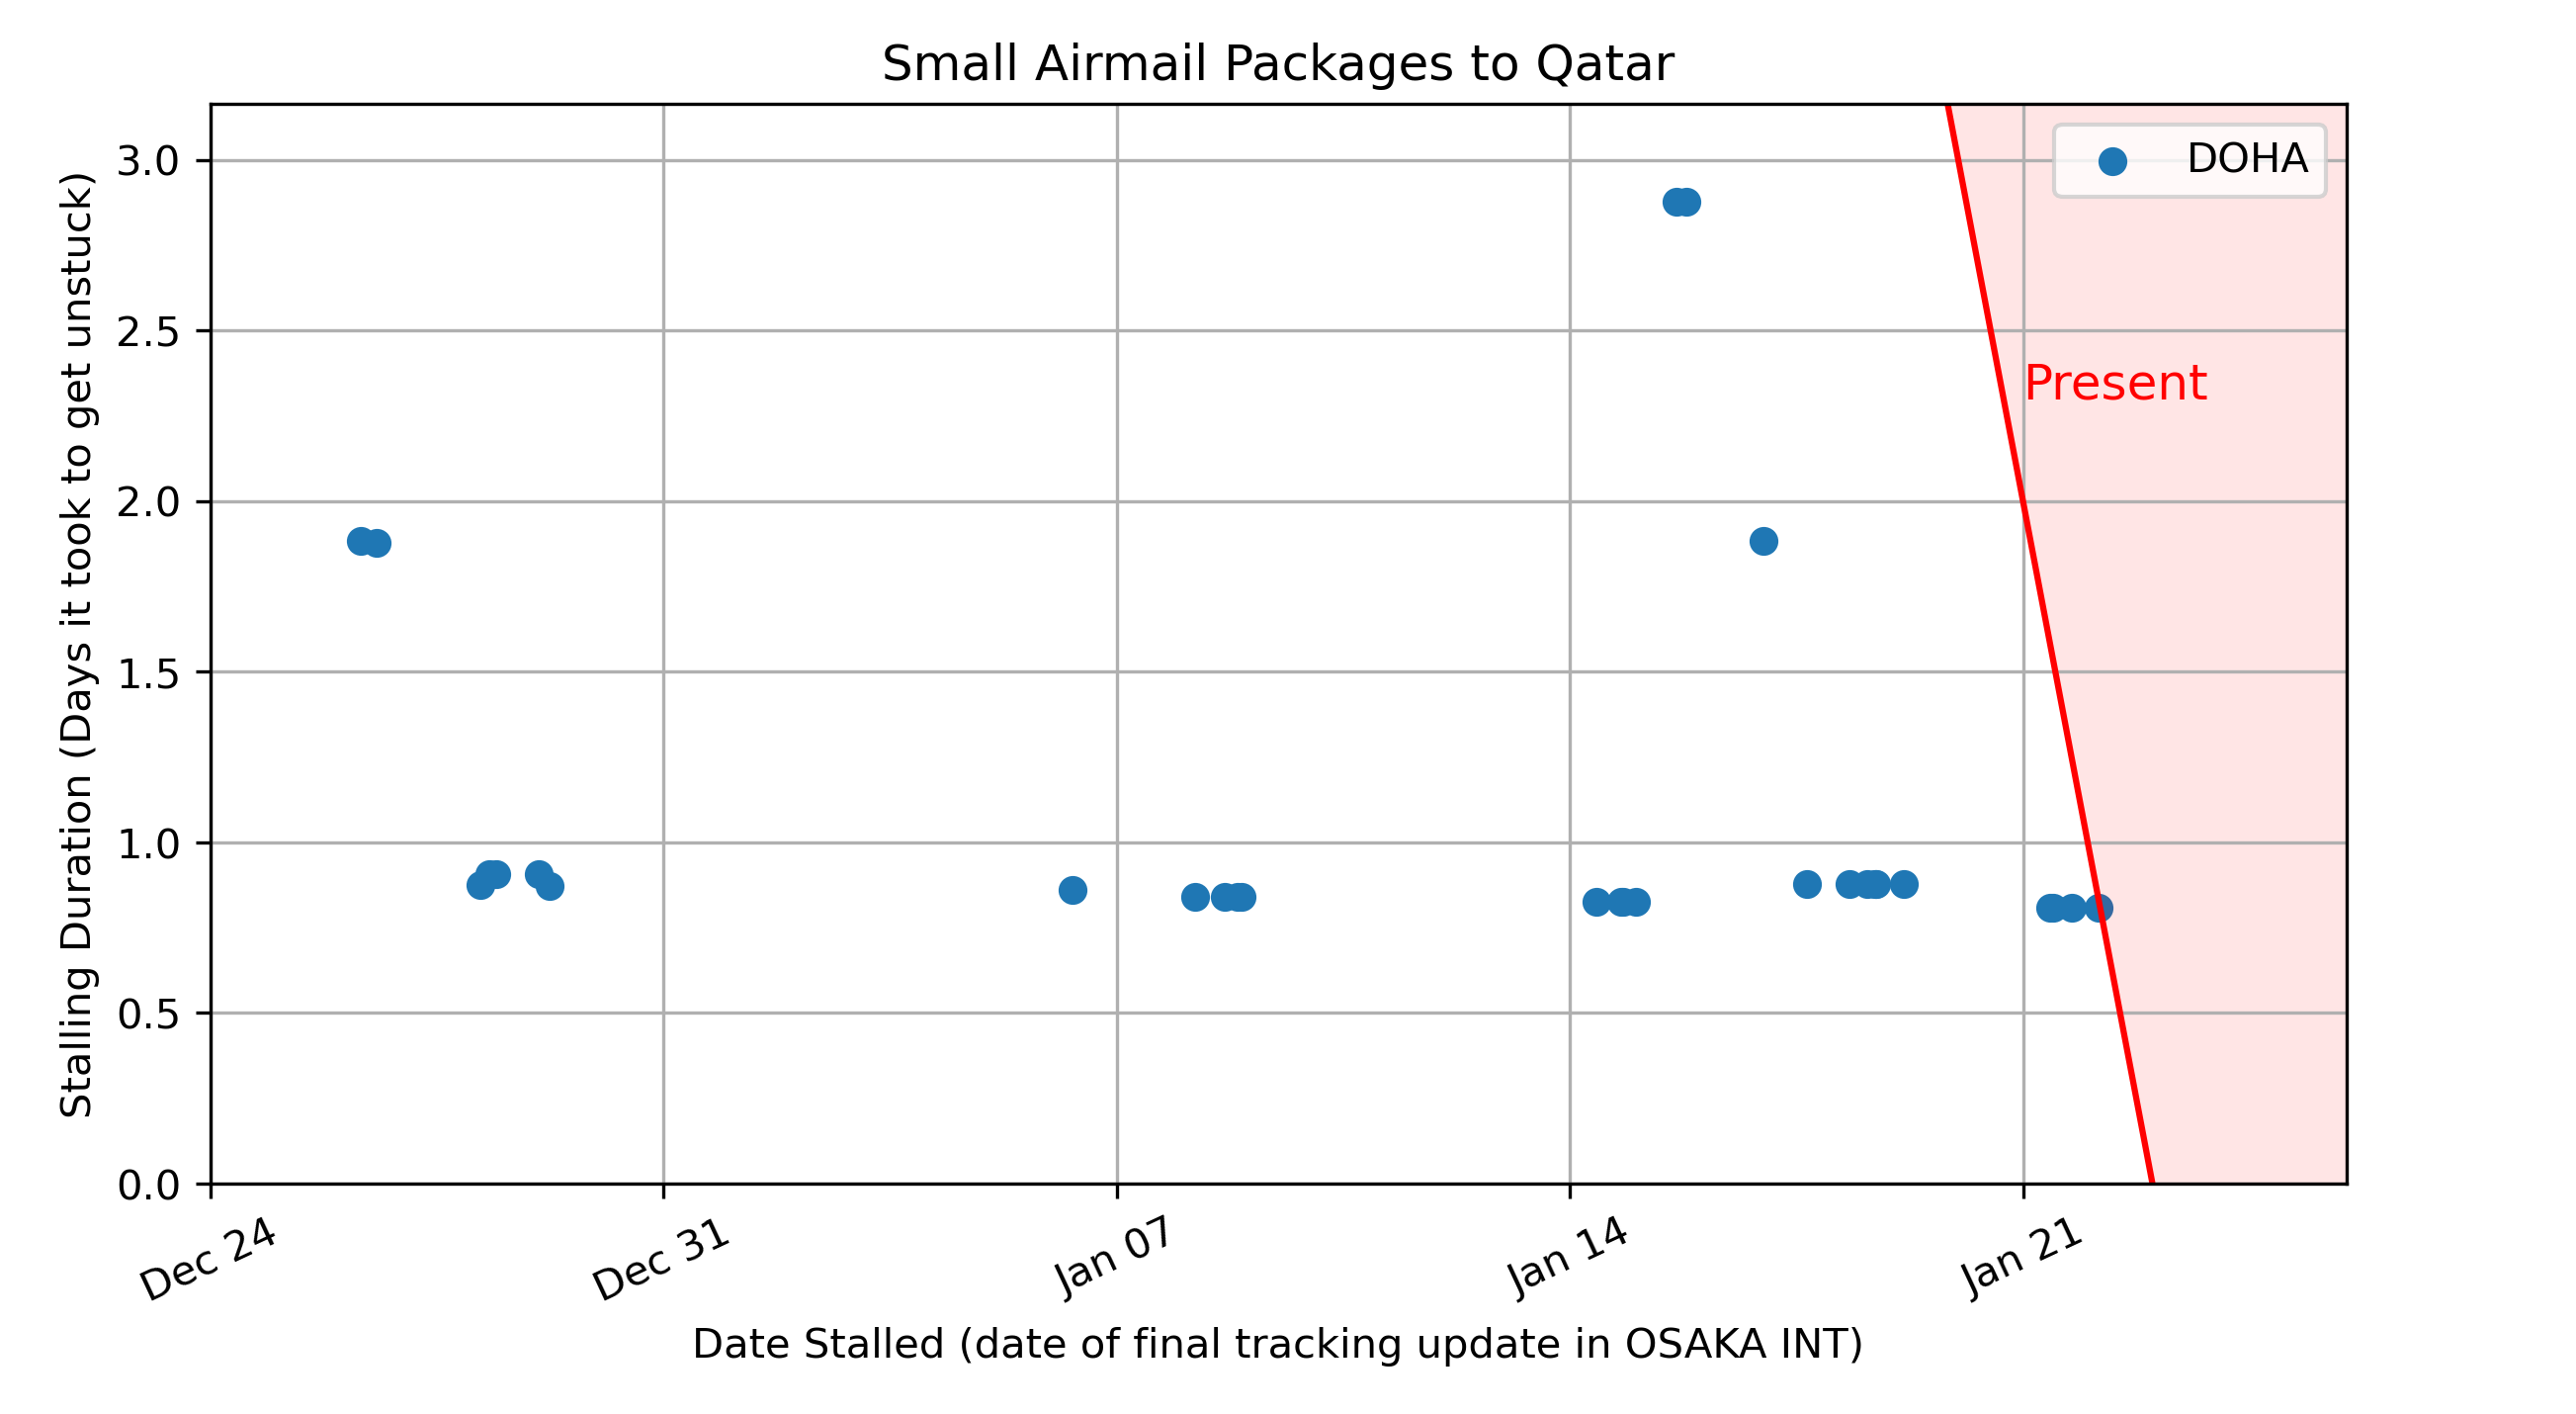 Small Airmail Packages to Qatar
DOHA
Present
Stalling Duration (Days it took to get unstuck)
3.0
2.5
2.0
1.5
1.0
0.5
0.0
Dec 24
Dec 31
Jan 07
Jan 14
Jan 21
Date Stalled (date of final tracking update in OSAKA INT)